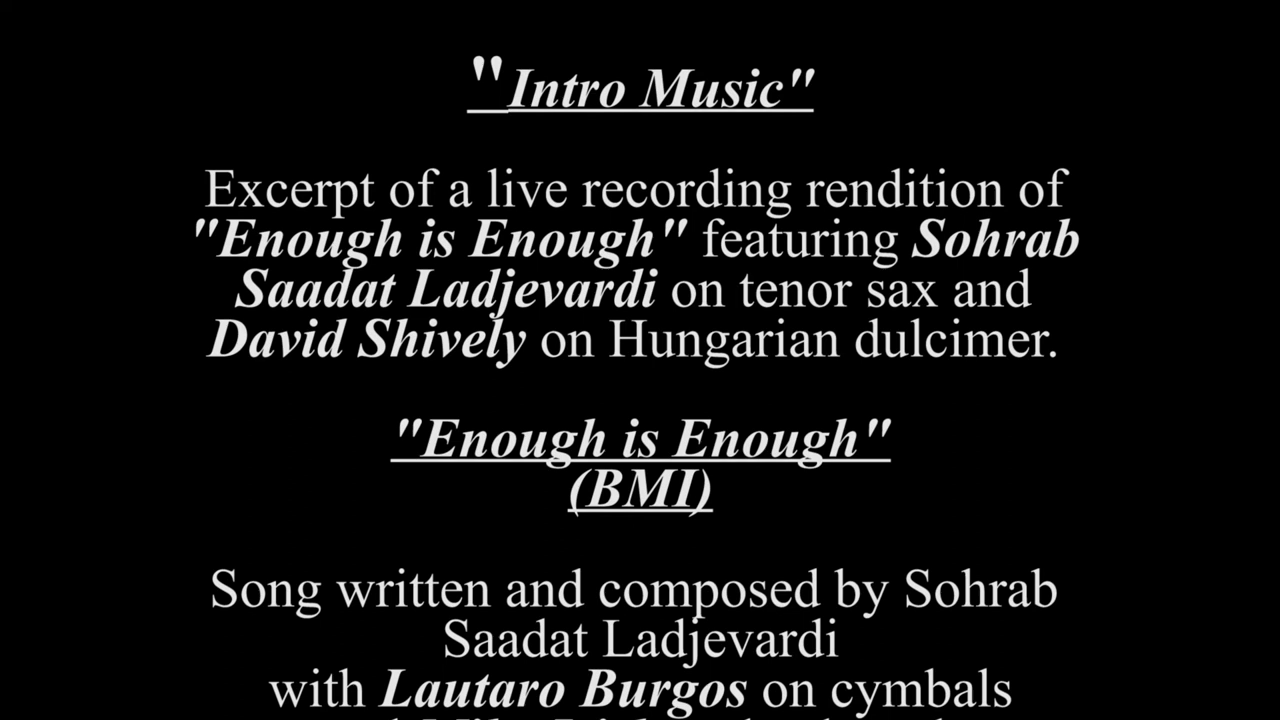 "Intro Music"
Excerpt of a live recording rendition of
"Enough is Enough" featuring Sohrab
Saadat Ladjevardi on tenor sax and
David Shively on Hungarian dulcimer.
"Enough is Enough"
(BMI)
Song written and composed by Sohrab
Saadat Ladjevardi
with Lautaro Burgos on cymbals